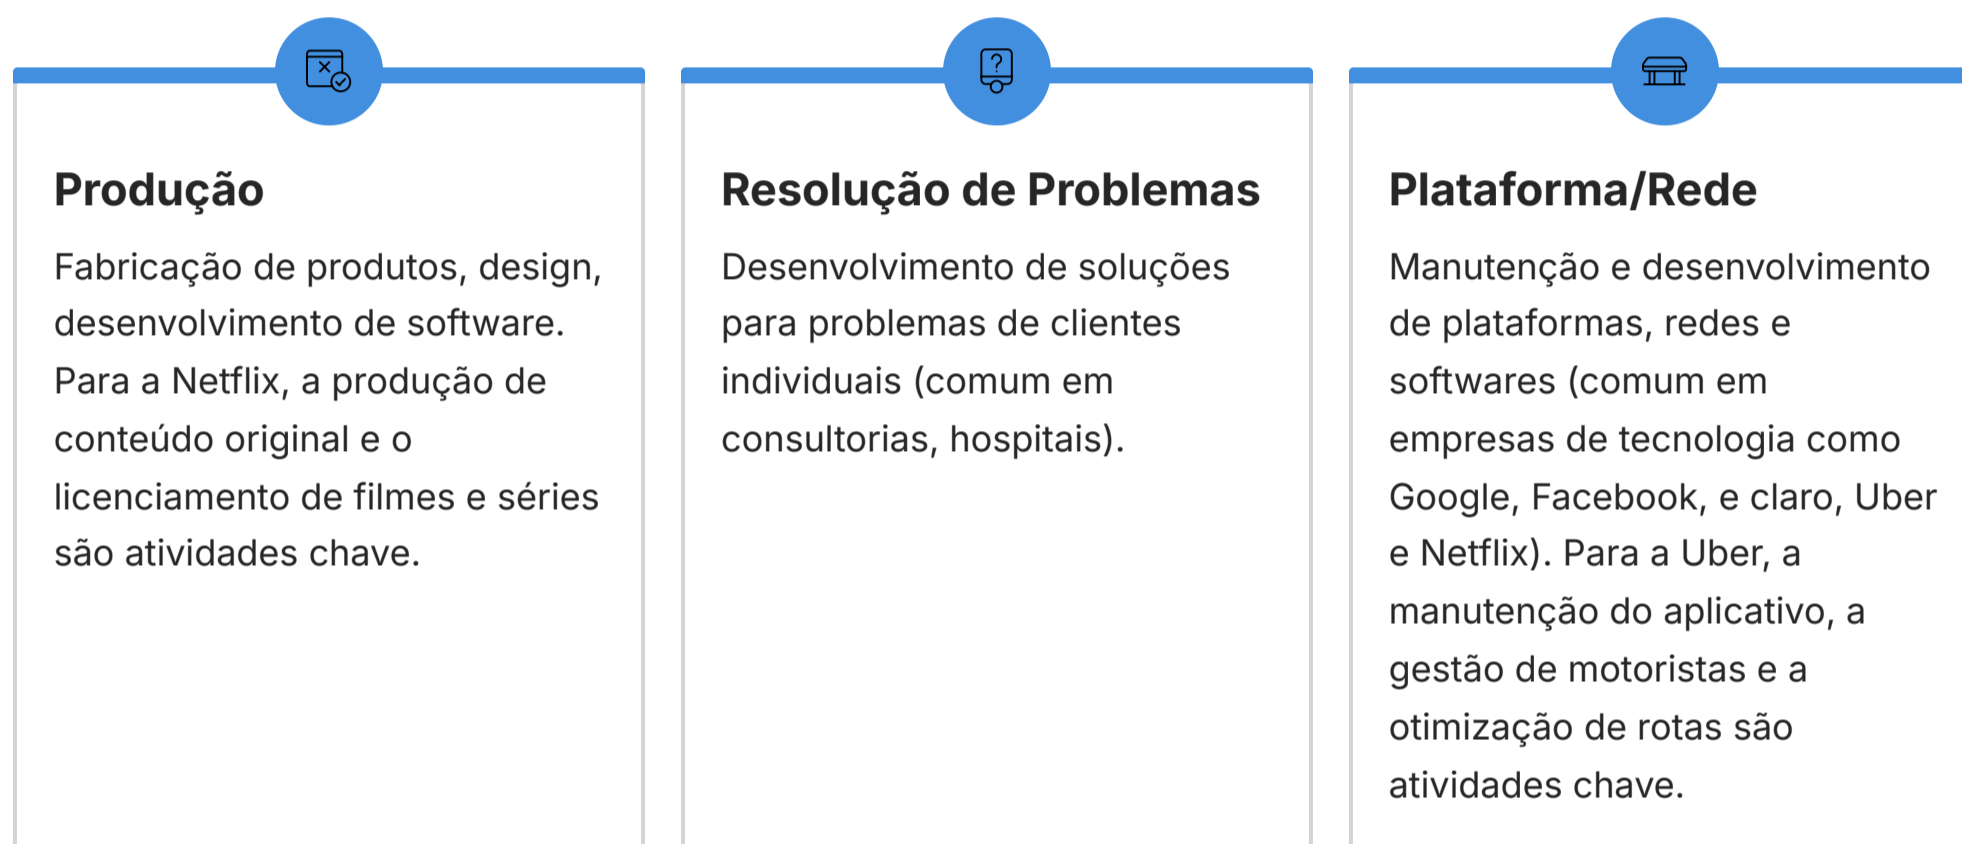 Produção
Fabricação de produtos, design,
desenvolvimento de software.
Para a Netflix, a produção de
conteúdo original e o
licenciamento de filmes e séries
são atividades chave.
Resolução de Problemas
Desenvolvimento de soluções
para problemas de clientes
individuais (comum em
consultorias, hospitais).
Plataforma/Rede
Manutenção e desenvolvimento
de plataformas, redes e
softwares (comum em
empresas de tecnologia como
Google, Facebook, e claro, Uber
e Netflix). Para a Uber, a
manutenção do aplicativo, a
gestão de motoristas e a
otimização de rotas são
atividades chave.